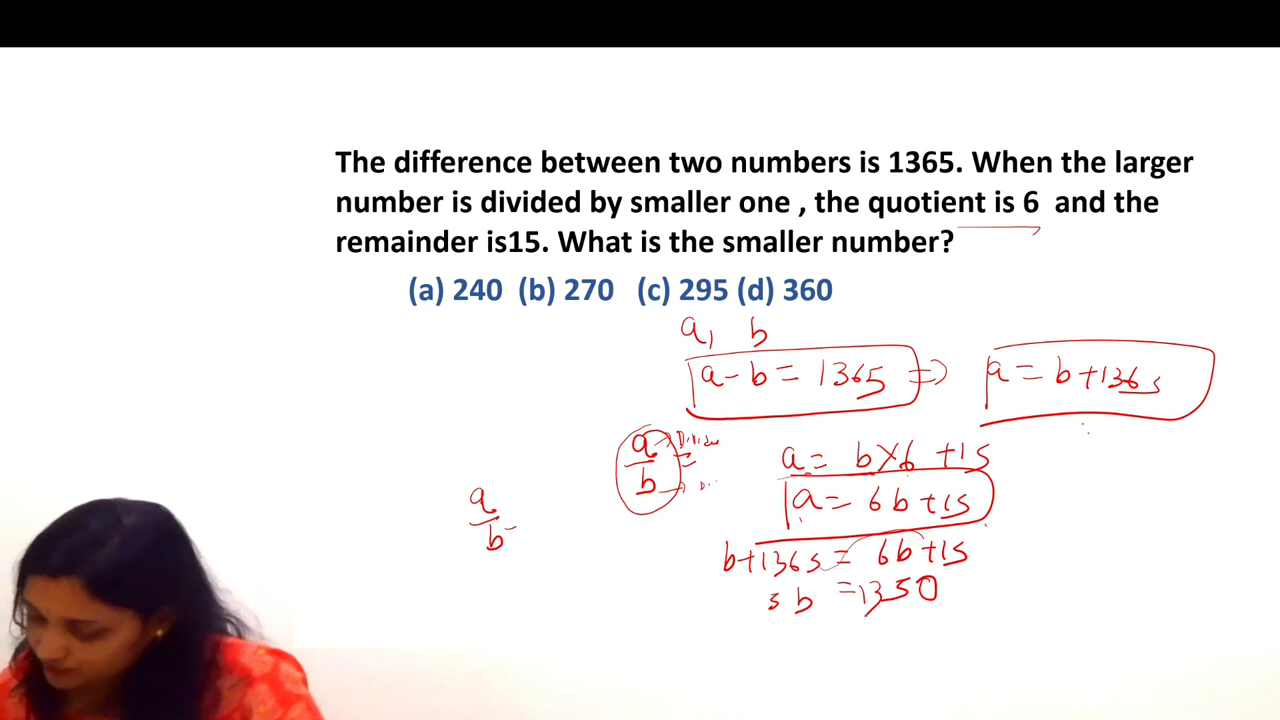 The difference between two numbers is 1365. When the larger
number is divided by smaller one , the quotient is 6 and the
remainder is15. What is the smaller number?
(a) 240 (b) 270 (c) 295 (d) 360
a, b
a - b = 1365 ⇒ a = b + 1365
a/b
a = b × 6 + 15
a = 6b + 15
a/b
b + 1365 = 6b + 15
5b = 1350